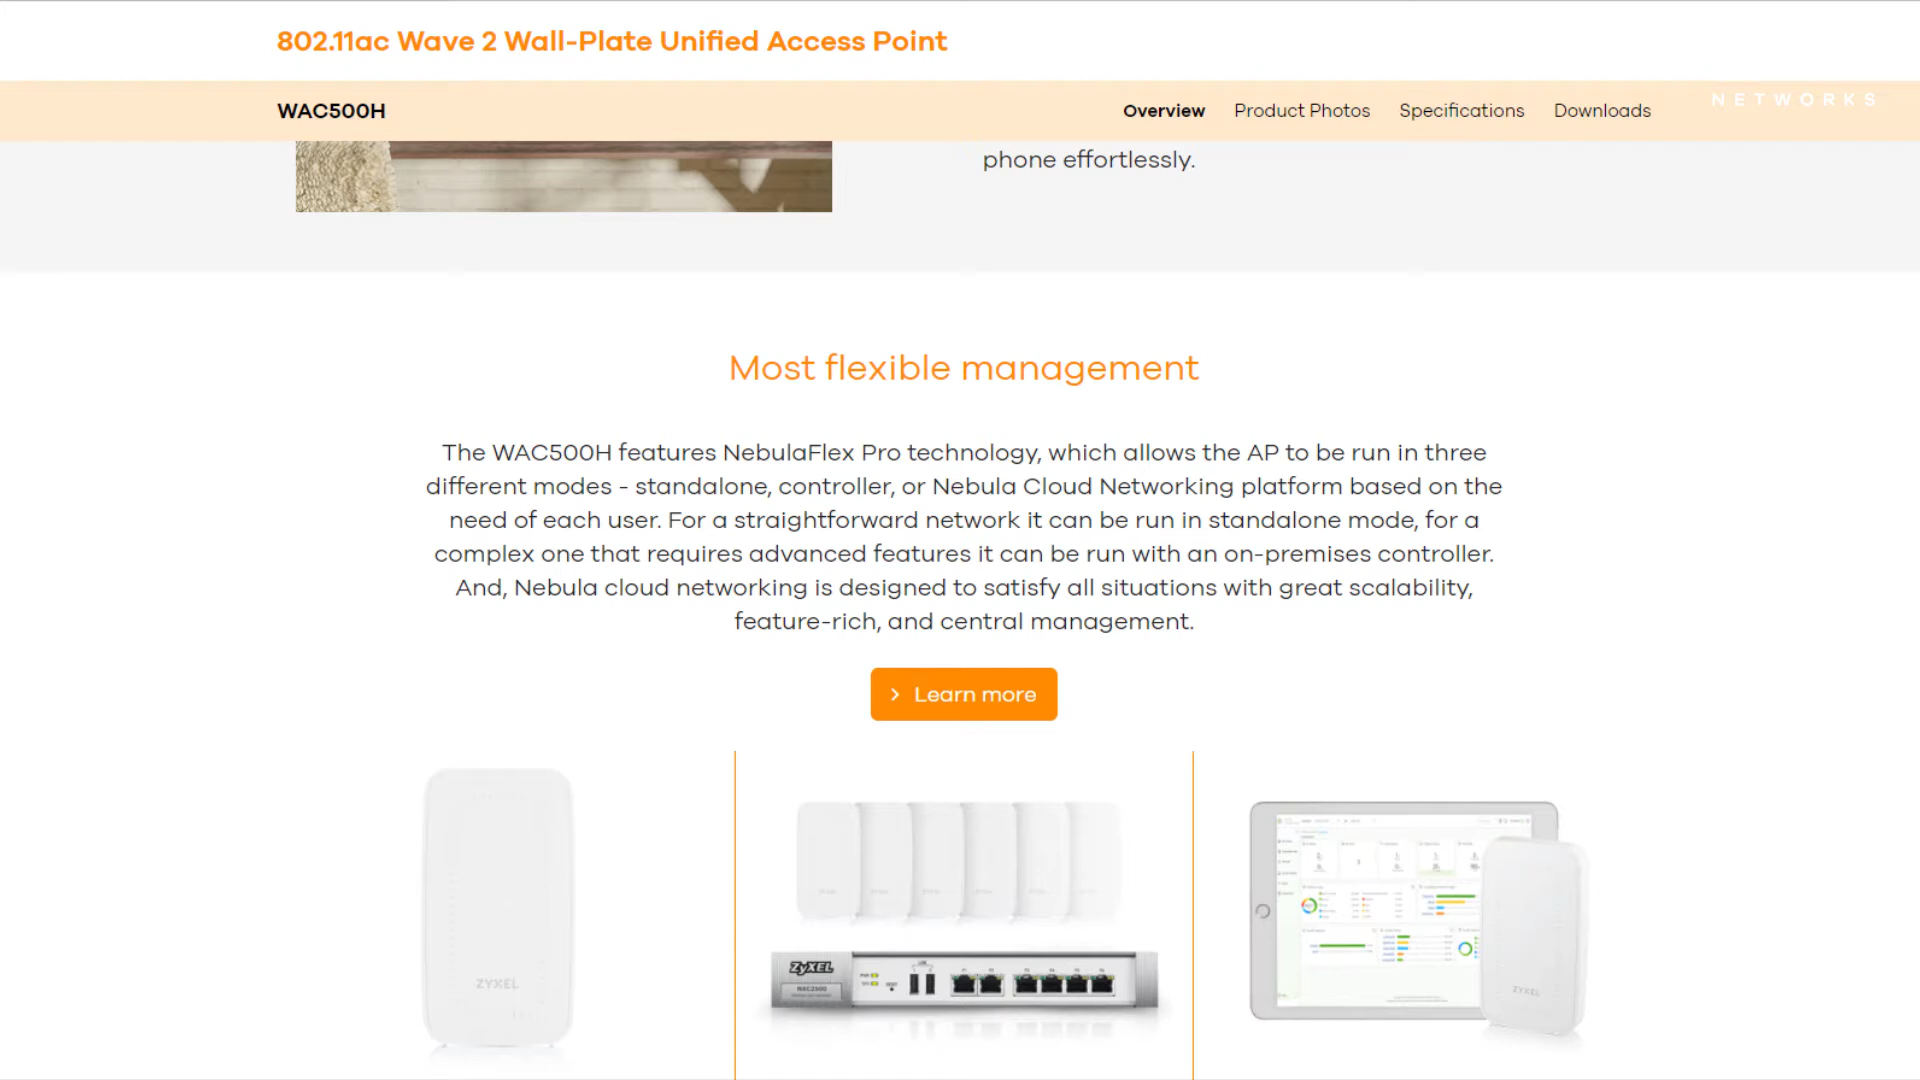 802.11ac Wave 2 Wall-Plate Unified Access Point
WAC500H
Overview
Product Photos
Specifications
Downloads
NETWORKS
phone effortlessly.
Most flexible management
The WAC500H features NebulaFlex Pro technology, which allows the AP to be run in three
different modes - standalone, controller, or Nebula Cloud Networking platform based on the
need of each user. For a straightforward network it can be run in standalone mode, for a
complex one that requires advanced features it can be run with an on-premises controller.
And, Nebula cloud networking is designed to satisfy all situations with great scalability,
feature-rich, and central management.
Learn more
ZYXEL
ZyXEL
NXC2500
ZYXEL